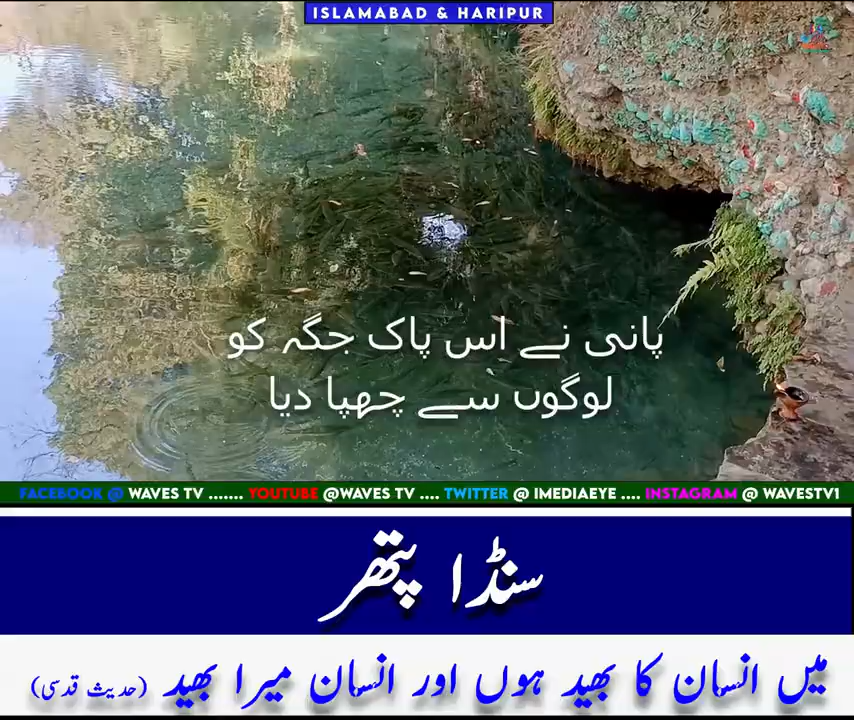 ISLAMABAD & HARIPUR
پانی نے اس پاک جگہ کو
لوگوں سے چھپا دیا
FACEBOOK @ WAVES TV ....... YOUTUBE @WAVES TV .... TWITTER @ IMEDIAEYE .... INSTAGRAM @ WAVESTV1
سنڈا پتھر
میں انسان کا بھید ہوں اور انسان میرا بھید (حدیث قدسی)